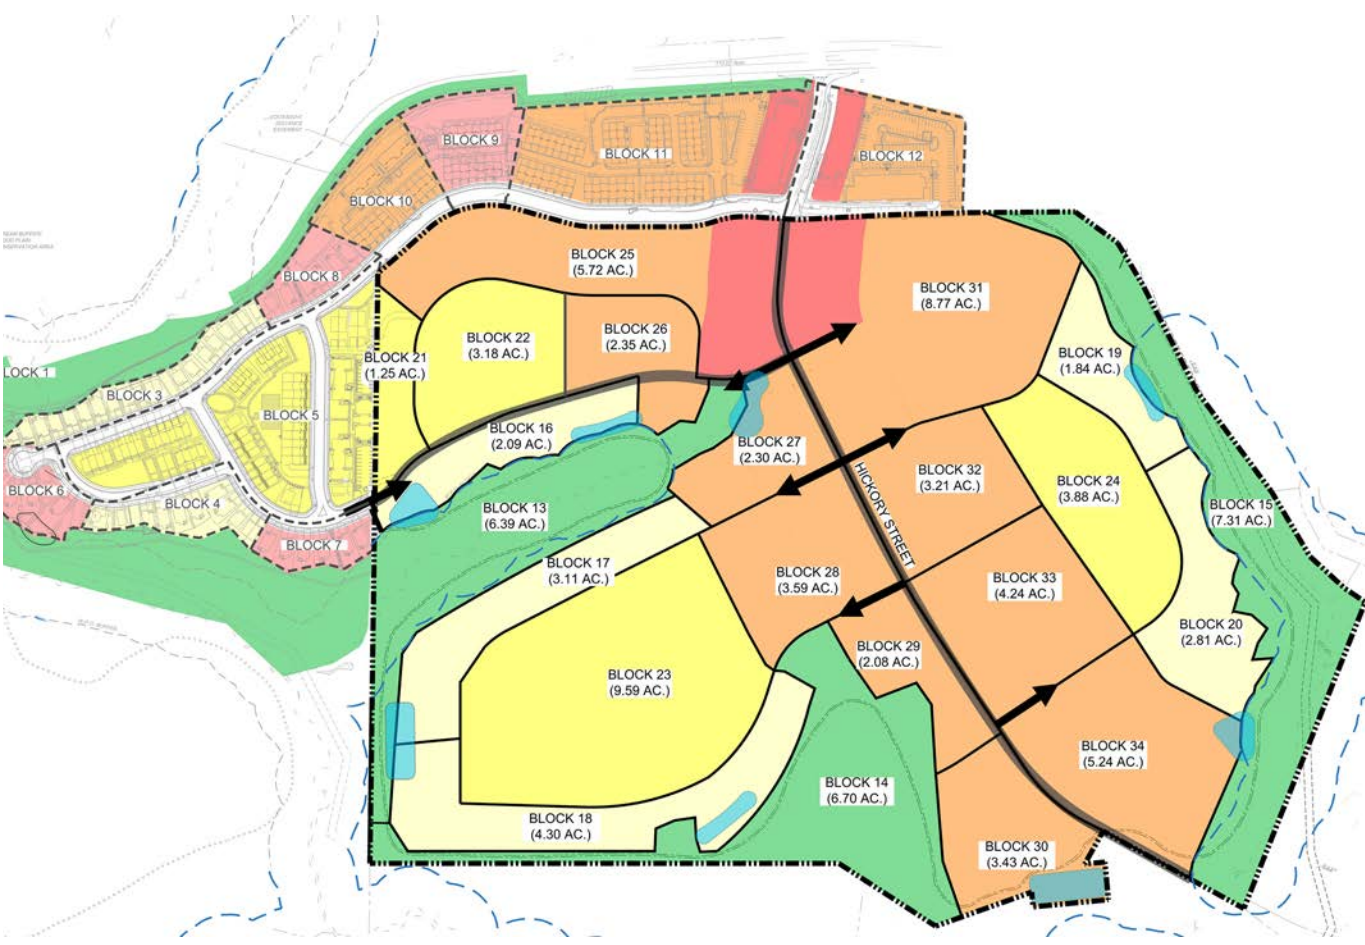 BLOCK 9
BLOCK 11
BLOCK 12
BLOCK 10
BLOCK 8
BLOCK 25
(5.72 AC.)
BLOCK 31
(8.77 AC.)
BLOCK 22
(3.18 AC.)
BLOCK 26
(2.35 AC.)
BLOCK 21
(1.25 AC.)
BLOCK 19
(1.84 AC.)
LOCK 1
BLOCK 3
BLOCK 5
BLOCK 16
(2.09 AC.)
BLOCK 27
(2.30 AC.)
BLOCK 32
(3.21 AC.)
BLOCK 24
(3.88 AC.)
BLOCK 6
BLOCK 4
BLOCK 13
(6.39 AC.)
HICKORY STREET
BLOCK 15
(7.31 AC.)
BLOCK 7
BLOCK 17
(3.11 AC.)
BLOCK 28
(3.59 AC.)
BLOCK 33
(4.24 AC.)
BLOCK 20
(2.81 AC.)
BLOCK 29
(2.08 AC.)
BLOCK 23
(9.59 AC.)
BLOCK 34
(5.24 AC.)
BLOCK 14
(6.70 AC.)
BLOCK 18
(4.30 AC.)
BLOCK 30
(3.43 AC.)